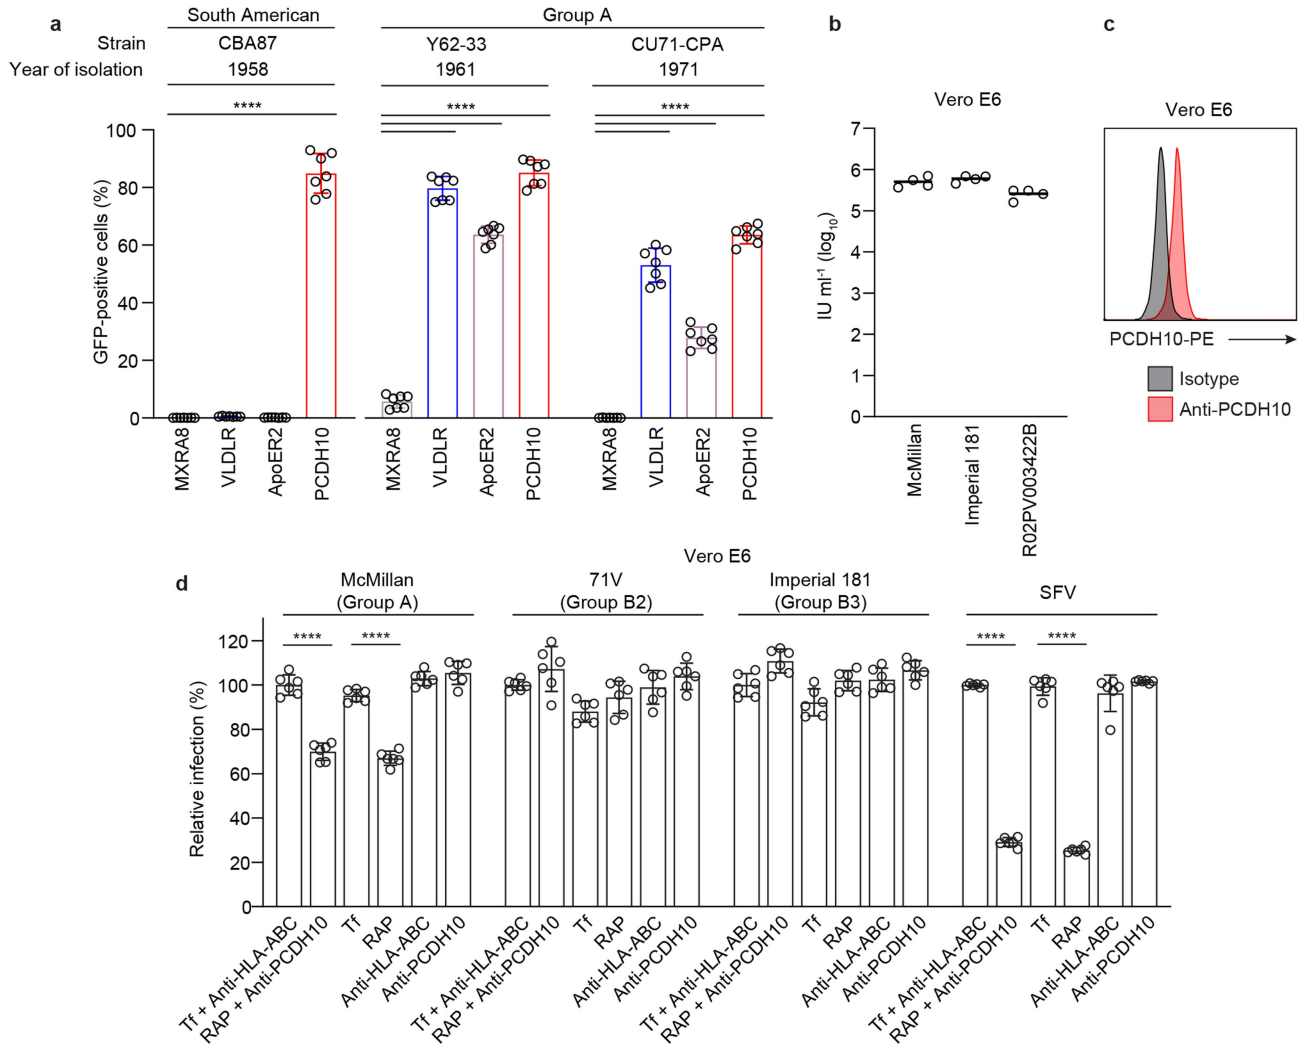 a
South American
Group A
Strain
CBA87
Y62-33
CU71-CPA
Year of isolation
1958
1961
1971
****
****
****
GFP-positive cells (%)
100
80
60
40
20
0
MXRA8
VLDLR
ApoER2
PCDH10
MXRA8
VLDLR
ApoER2
PCDH10
MXRA8
VLDLR
ApoER2
PCDH10
b
Vero E6
IU ml⁻¹ (log₁₀)
7
6
5
4
3
2
1
0
McMillan
Imperial 181
R02PV003422B
c
Vero E6
PCDH10-PE
Isotype
Anti-PCDH10
d
Vero E6
McMillan
(Group A)
71V
(Group B2)
Imperial 181
(Group B3)
SFV
****
****
****
****
Relative infection (%)
120
100
80
60
40
20
0
Tf + Anti-HLA-ABC
RAP + Anti-PCDH10
Tf
RAP
Anti-HLA-ABC
Anti-PCDH10
Tf + Anti-HLA-ABC
RAP + Anti-PCDH10
Tf
RAP
Anti-HLA-ABC
Anti-PCDH10
Tf + Anti-HLA-ABC
RAP + Anti-PCDH10
Tf
RAP
Anti-HLA-ABC
Anti-PCDH10
Tf + Anti-HLA-ABC
RAP + Anti-PCDH10
Tf
RAP
Anti-HLA-ABC
Anti-PCDH10